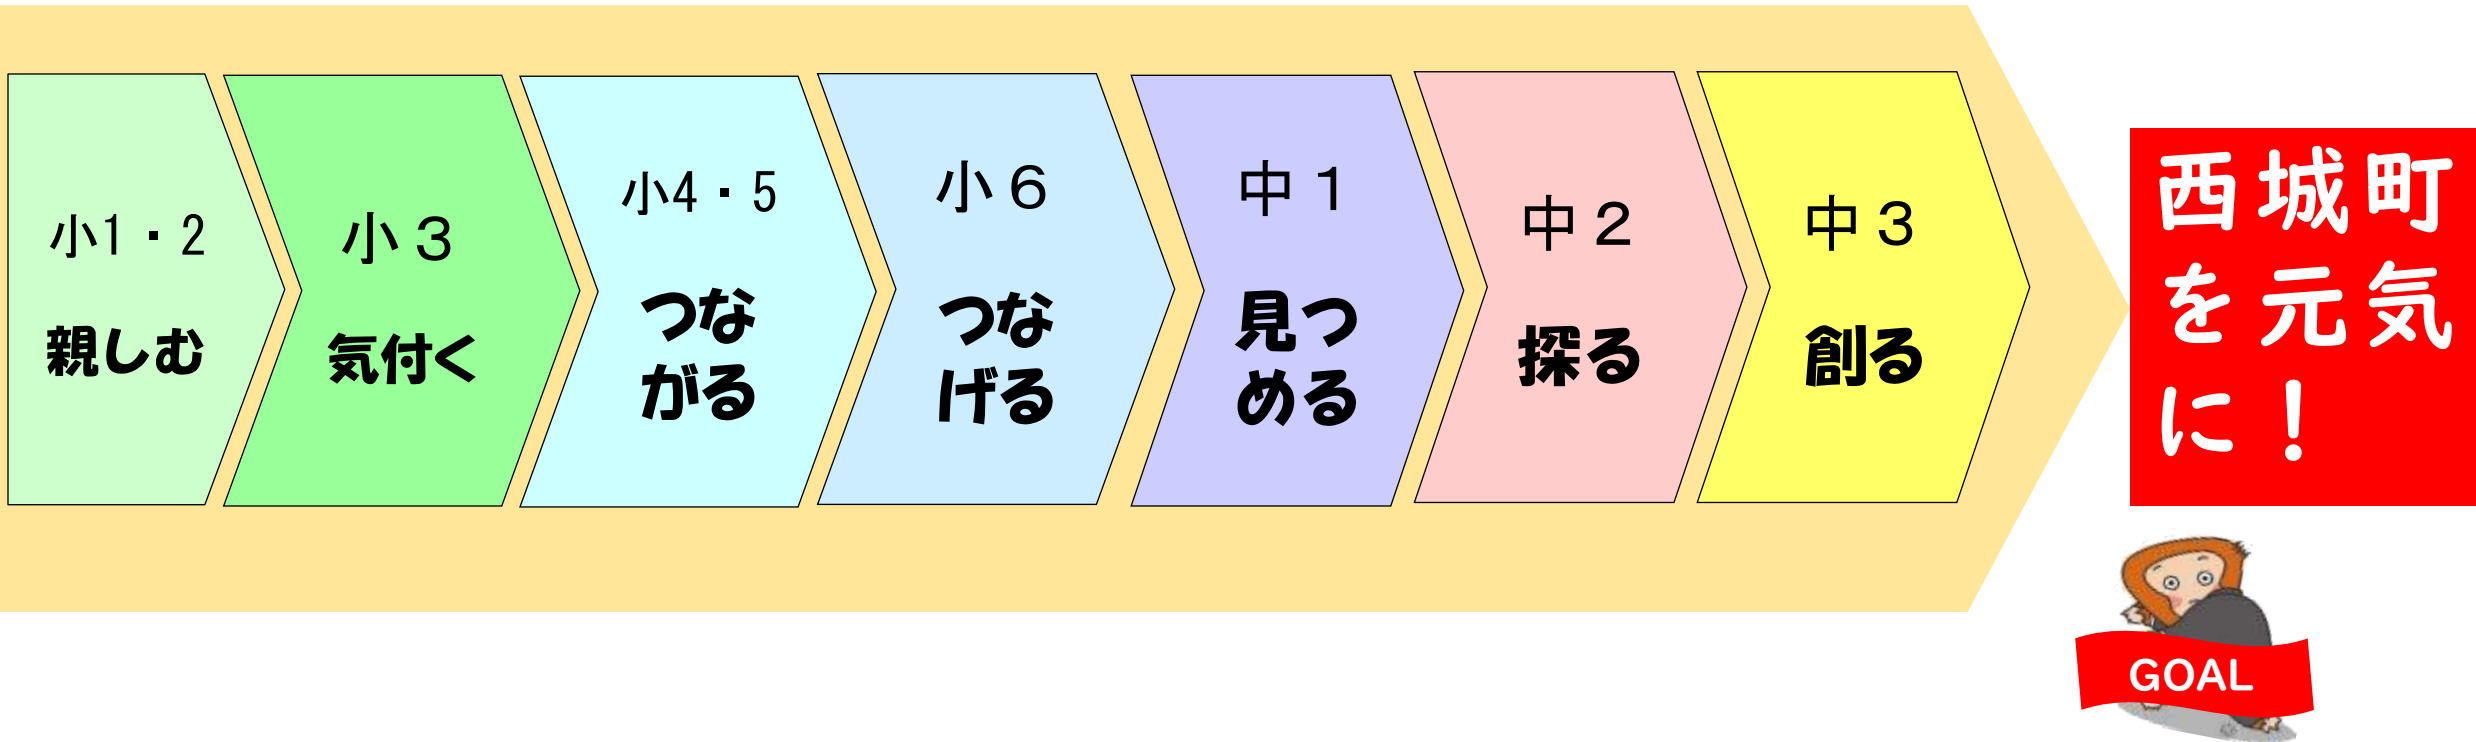 小1・2
親しむ
小３
気付く
小4・5
つな
がる
小６
つな
げる
中１
見つ
める
中２
探る
中３
創る
西城町
を元気
に！
GOAL